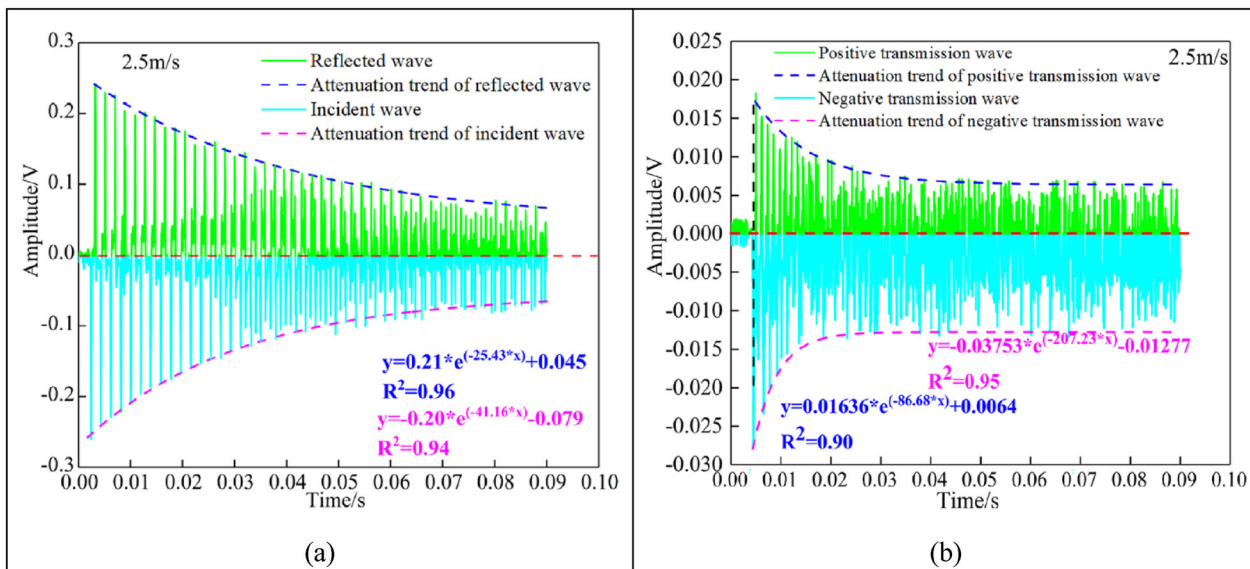 2.5m/s
Reflected wave
Attenuation trend of reflected wave
Incident wave
Attenuation trend of incident wave
Amplitude/V
0.3
0.2
0.1
0.0
-0.1
-0.2
-0.3
y=0.21*e^(-25.43*x)+0.045
R²=0.96
y=-0.20*e^(-41.16*x)-0.079
R²=0.94
0.00 0.01 0.02 0.03 0.04 0.05 0.06 0.07 0.08 0.09 0.10
Time/s
(a)
2.5m/s
Positive transmission wave
Attenuation trend of positive transmission wave
Negative transmission wave
Attenuation trend of negative transmission wave
Amplitude/V
0.025
0.020
0.015
0.010
0.005
0.000
-0.005
-0.010
-0.015
-0.020
-0.025
-0.030
y=-0.03753*e^(-207.23*x)-0.01277
R²=0.95
y=0.01636*e^(-86.68*x)+0.0064
R²=0.90
0.00 0.01 0.02 0.03 0.04 0.05 0.06 0.07 0.08 0.09 0.10
Time/s
(b)